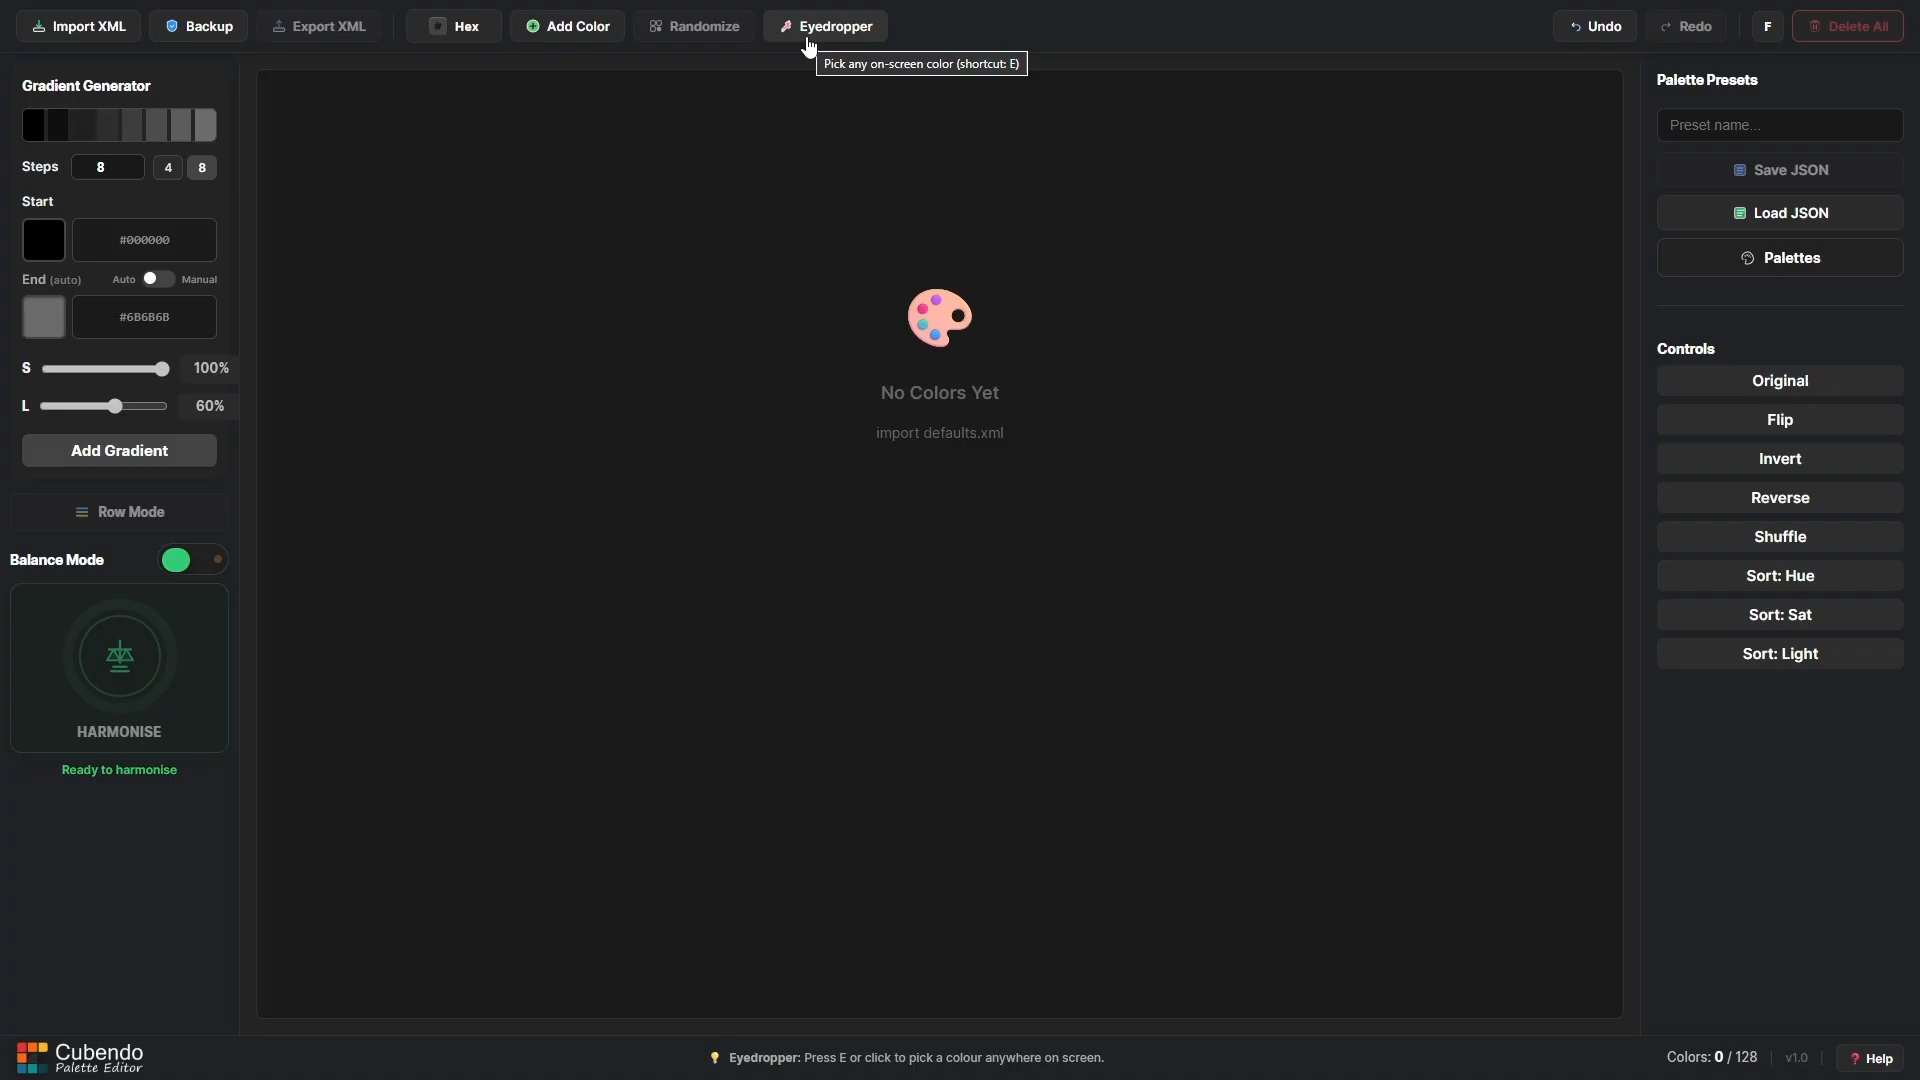 Import XML
Backup
Export XML
# Hex
Add Color
Randomize
Eyedropper
Undo
Redo
F
Delete All
Pick any on-screen color (shortcut: E)
Gradient Generator
Steps 8 4 8
Start
#000000
End (auto) Auto Manual
#6B6B6B
S 100%
L 60%
Add Gradient
Row Mode
Balance Mode
HARMONISE
Ready to harmonise
No Colors Yet
import defaults.xml
Palette Presets
Preset name...
Save JSON
Load JSON
Palettes
Controls
Original
Flip
Invert
Reverse
Shuffle
Sort: Hue
Sort: Sat
Sort: Light
Cubendo
Palette Editor
Eyedropper: Press E or click to pick a colour anywhere on screen.
Colors: 0 / 128
v1.0
? Help